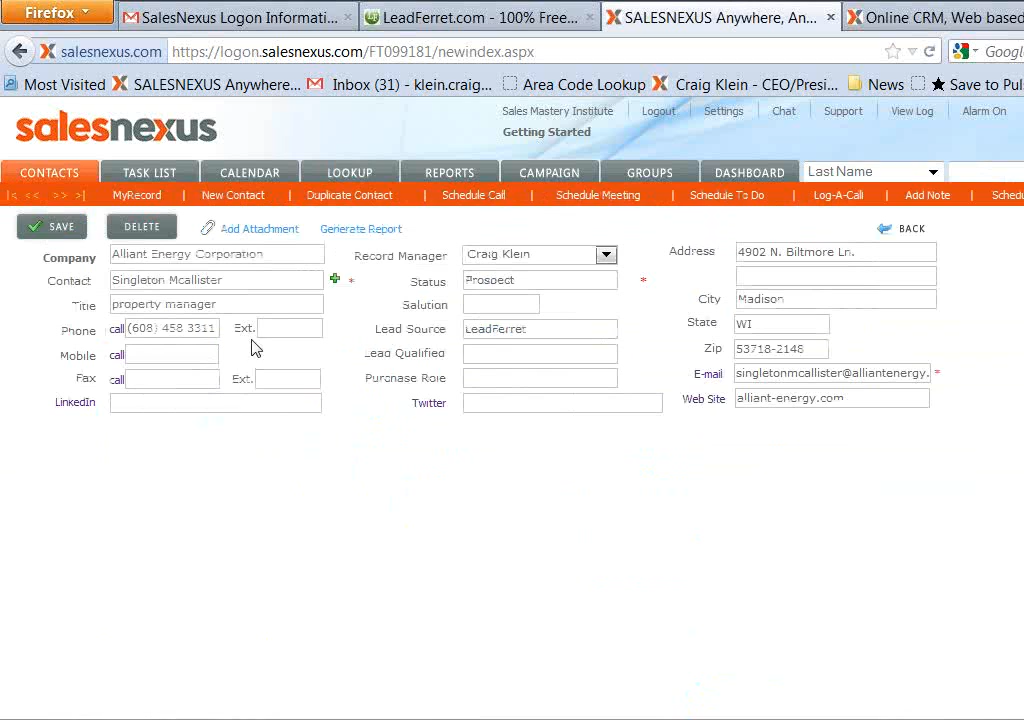 Firefox
SalesNexus Logon Informati...
LeadFerret.com - 100% Free...
SALESNEXUS Anywhere, An...
Online CRM, Web based
salesnexus.com
https://logon.salesnexus.com/FT099181/newindex.aspx
Google
Most Visited
SALESNEXUS Anywhere...
Inbox (31) - klein.craig...
Area Code Lookup
Craig Klein - CEO/Presi...
News
Save to Pul
Sales Mastery Institute
Logout
Settings
Chat
Support
View Log
Alarm On
salesnexus
Getting Started
CONTACTS
TASK LIST
CALENDAR
LOOKUP
REPORTS
CAMPAIGN
GROUPS
DASHBOARD
Last Name
|< << >> >|
MyRecord
New Contact
Duplicate Contact
Schedule Call
Schedule Meeting
Schedule To Do
Log-A-Call
Add Note
Schedu
SAVE
DELETE
Add Attachment
Generate Report
BACK
Company Alliant Energy Corporation
Contact Singleton Mcallister *
Title property manager
Phone call (608) 458 3311 Ext.
Mobile call
Fax call Ext.
LinkedIn
Record Manager Craig Klein
Status Prospect *
Salution
Lead Source LeadFerret
Lead Qualified
Purchase Role
Twitter
Address 4902 N. Biltmore Ln.
City Madison
State WI
Zip 53718-2148
E-mail singletonmcallister@alliantenergy. *
Web Site alliant-energy.com